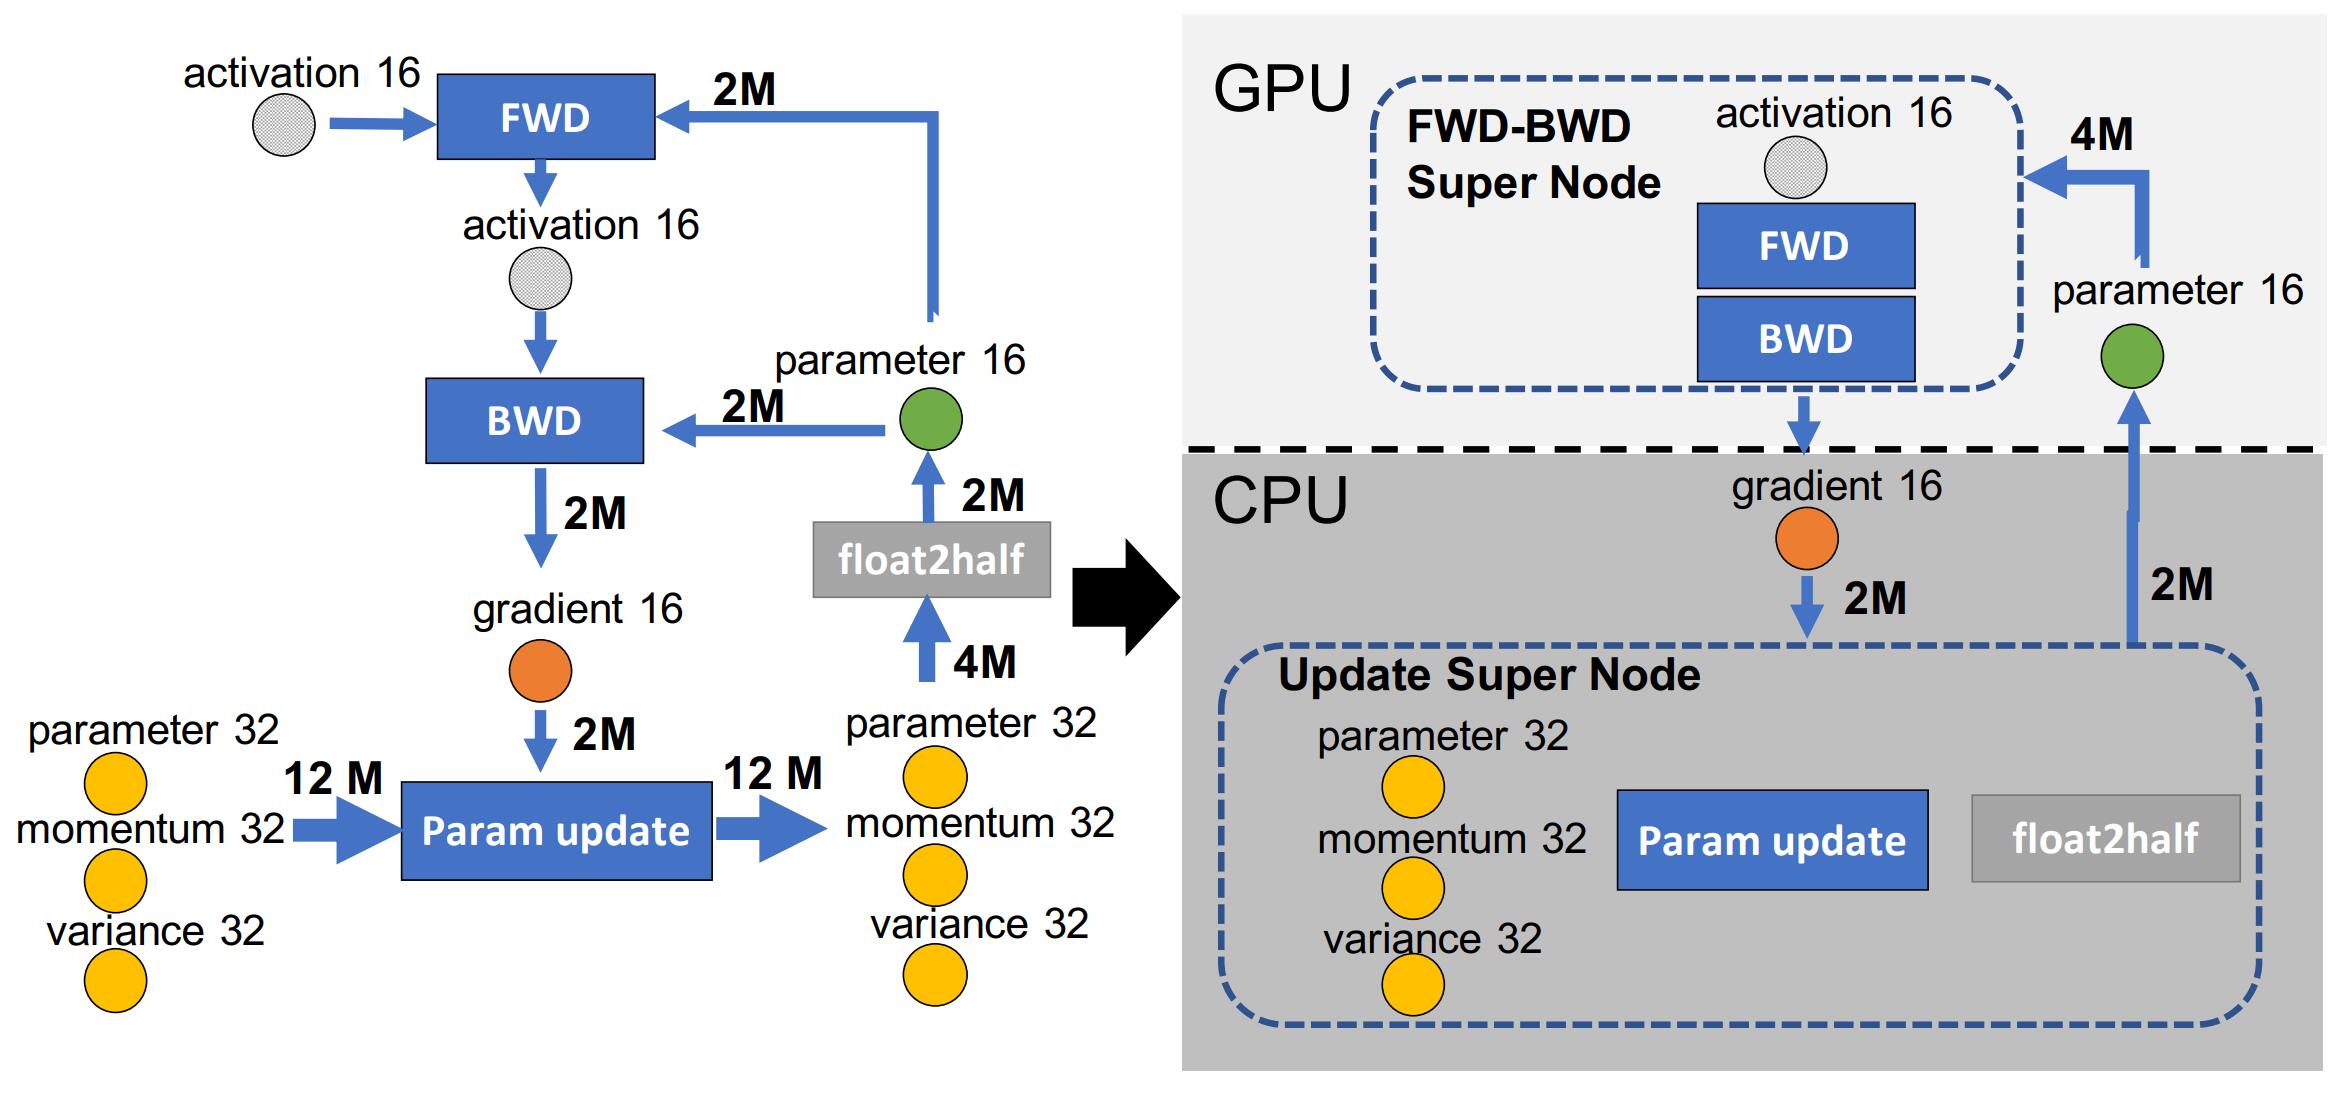 activation 16
FWD
2M
activation 16
parameter 16
BWD
2M
2M
2M
float2half
gradient 16
4M
2M
parameter 32
12 M
momentum 32
variance 32
Param update
12 M
parameter 32
momentum 32
variance 32
GPU
FWD-BWD
Super Node
activation 16
FWD
BWD
4M
parameter 16
CPU
gradient 16
2M
2M
Update Super Node
parameter 32
momentum 32
variance 32
Param update
float2half